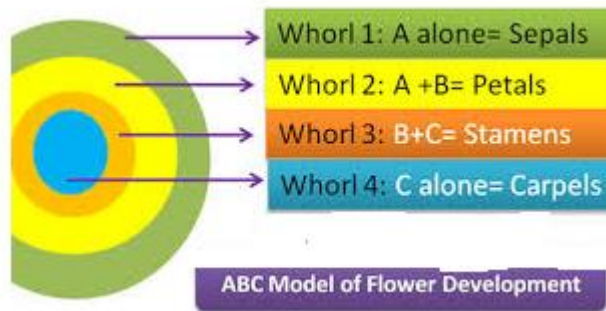 Whorl 1: A alone= Sepals
Whorl 2: A +B= Petals
Whorl 3: B+C= Stamens
Whorl 4: C alone= Carpels
ABC Model of Flower Development